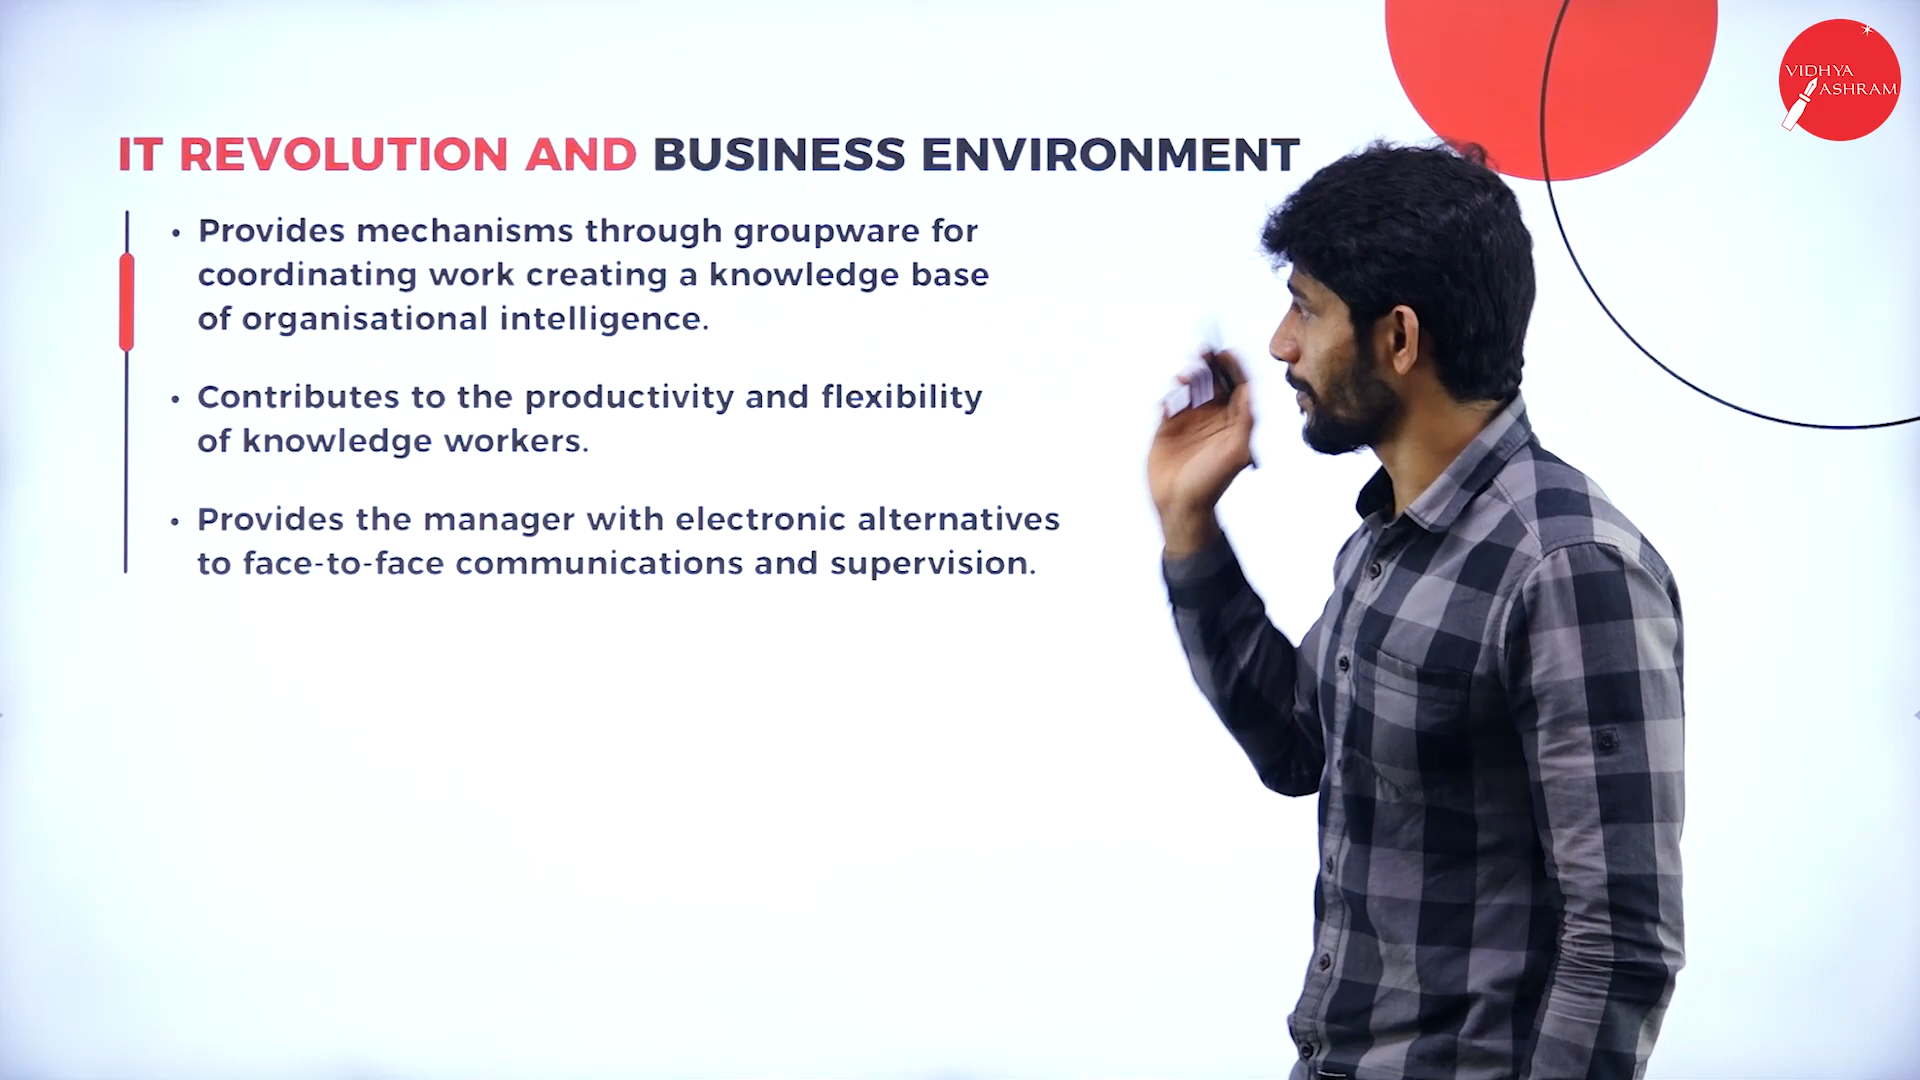 VIDHYA
ASHRAM
IT REVOLUTION AND BUSINESS ENVIRONMENT
• Provides mechanisms through groupware for
coordinating work creating a knowledge base
of organisational intelligence.
• Contributes to the productivity and flexibility
of knowledge workers.
• Provides the manager with electronic alternatives
to face-to-face communications and supervision.